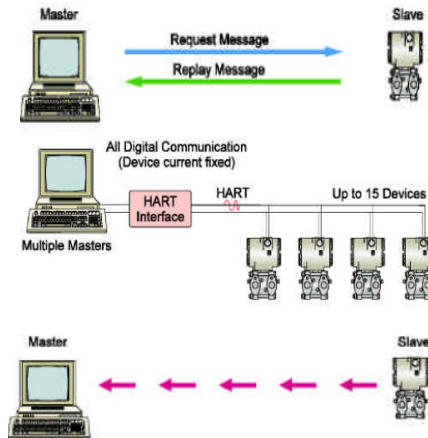 Master
Slave
Request Message
Replay Message
All Digital Communication
(Device current fixed)
HART
Interface
HART
Up to 15 Devices
Multiple Masters
Master
Slave